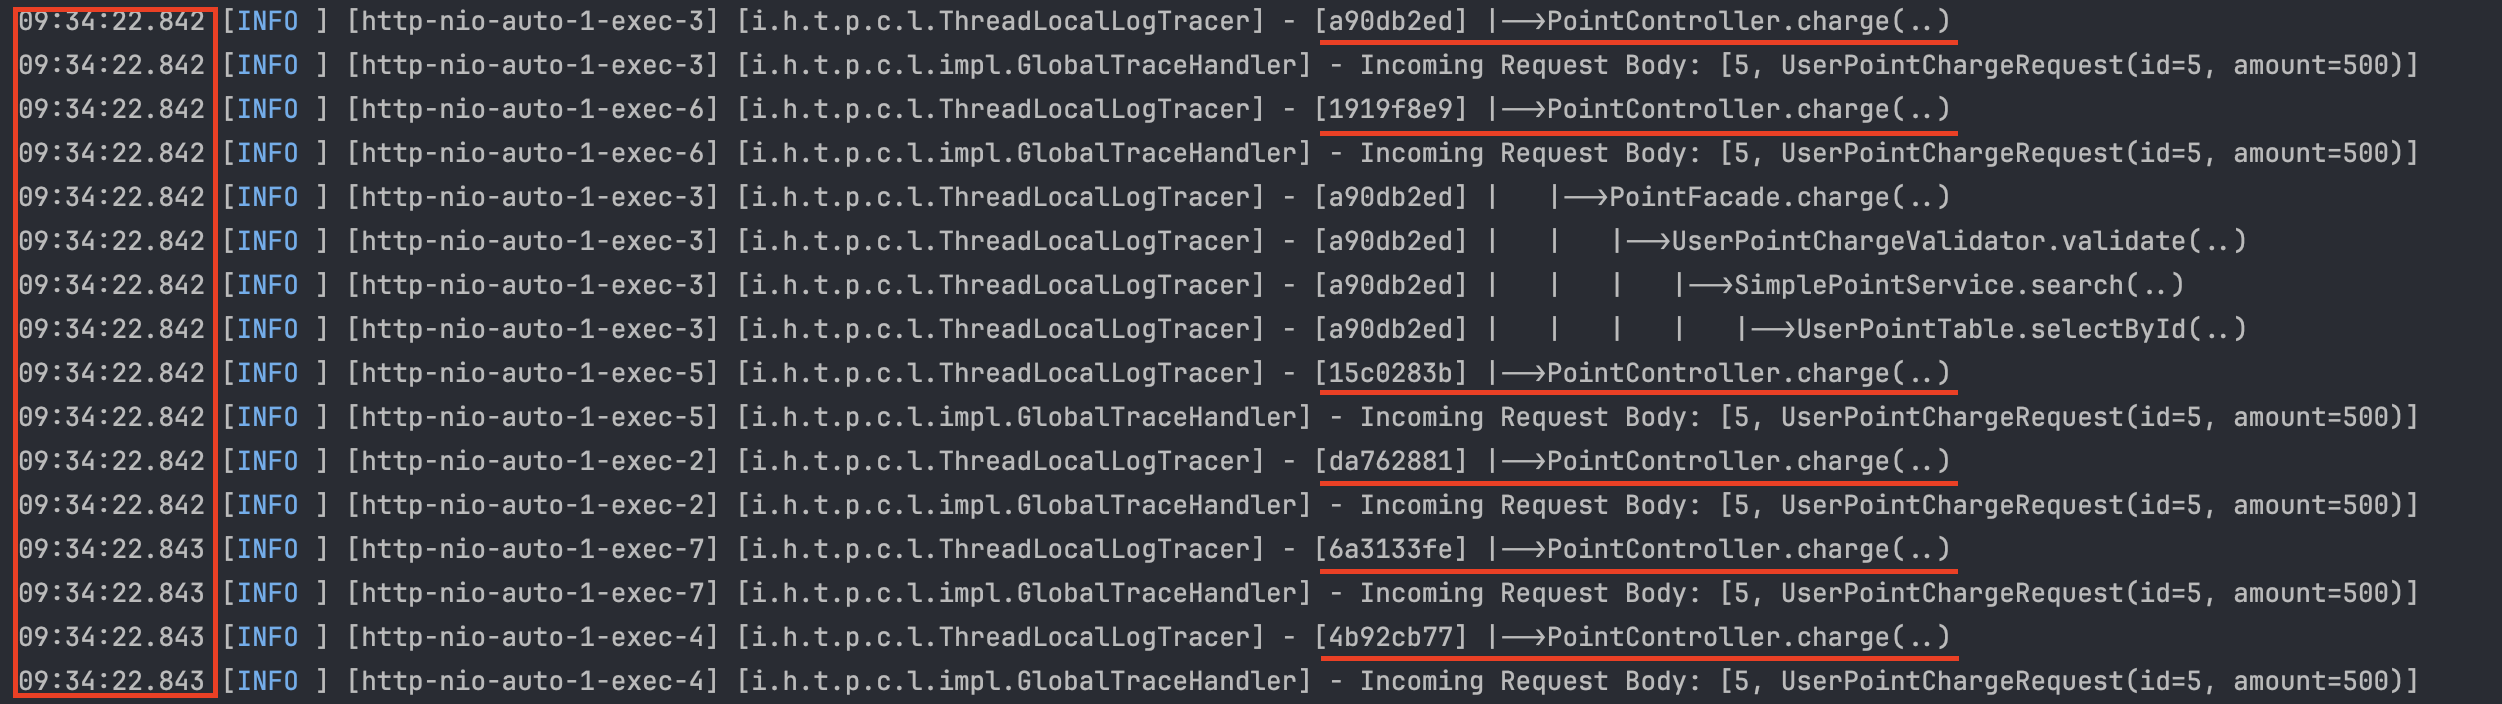 09:34:22.842 [INFO ] [http-nio-auto-1-exec-3] [i.h.t.p.c.l.ThreadLocalLogTracer] - [a90db2ed] |-->PointController.charge(..)
09:34:22.842 [INFO ] [http-nio-auto-1-exec-3] [i.h.t.p.c.l.impl.GlobalTraceHandler] - Incoming Request Body: [5, UserPointChargeRequest(id=5, amount=500)]
09:34:22.842 [INFO ] [http-nio-auto-1-exec-6] [i.h.t.p.c.l.ThreadLocalLogTracer] - [1919f8e9] |-->PointController.charge(..)
09:34:22.842 [INFO ] [http-nio-auto-1-exec-6] [i.h.t.p.c.l.impl.GlobalTraceHandler] - Incoming Request Body: [5, UserPointChargeRequest(id=5, amount=500)]
09:34:22.842 [INFO ] [http-nio-auto-1-exec-3] [i.h.t.p.c.l.ThreadLocalLogTracer] - [a90db2ed] |   |-->PointFacade.charge(..)
09:34:22.842 [INFO ] [http-nio-auto-1-exec-3] [i.h.t.p.c.l.ThreadLocalLogTracer] - [a90db2ed] |   |   |-->UserPointChargeValidator.validate(..)
09:34:22.842 [INFO ] [http-nio-auto-1-exec-3] [i.h.t.p.c.l.ThreadLocalLogTracer] - [a90db2ed] |   |   |   |-->SimplePointService.search(..)
09:34:22.842 [INFO ] [http-nio-auto-1-exec-3] [i.h.t.p.c.l.ThreadLocalLogTracer] - [a90db2ed] |   |   |   |   |-->UserPointTable.selectById(..)
09:34:22.842 [INFO ] [http-nio-auto-1-exec-5] [i.h.t.p.c.l.ThreadLocalLogTracer] - [15c0283b] |-->PointController.charge(..)
09:34:22.842 [INFO ] [http-nio-auto-1-exec-5] [i.h.t.p.c.l.impl.GlobalTraceHandler] - Incoming Request Body: [5, UserPointChargeRequest(id=5, amount=500)]
09:34:22.842 [INFO ] [http-nio-auto-1-exec-2] [i.h.t.p.c.l.ThreadLocalLogTracer] - [da762881] |-->PointController.charge(..)
09:34:22.842 [INFO ] [http-nio-auto-1-exec-2] [i.h.t.p.c.l.impl.GlobalTraceHandler] - Incoming Request Body: [5, UserPointChargeRequest(id=5, amount=500)]
09:34:22.843 [INFO ] [http-nio-auto-1-exec-7] [i.h.t.p.c.l.ThreadLocalLogTracer] - [6a3133fe] |-->PointController.charge(..)
09:34:22.843 [INFO ] [http-nio-auto-1-exec-7] [i.h.t.p.c.l.impl.GlobalTraceHandler] - Incoming Request Body: [5, UserPointChargeRequest(id=5, amount=500)]
09:34:22.843 [INFO ] [http-nio-auto-1-exec-4] [i.h.t.p.c.l.ThreadLocalLogTracer] - [4b92cb77] |-->PointController.charge(..)
09:34:22.843 [INFO ] [http-nio-auto-1-exec-4] [i.h.t.p.c.l.impl.GlobalTraceHandler] - Incoming Request Body: [5, UserPointChargeRequest(id=5, amount=500)]